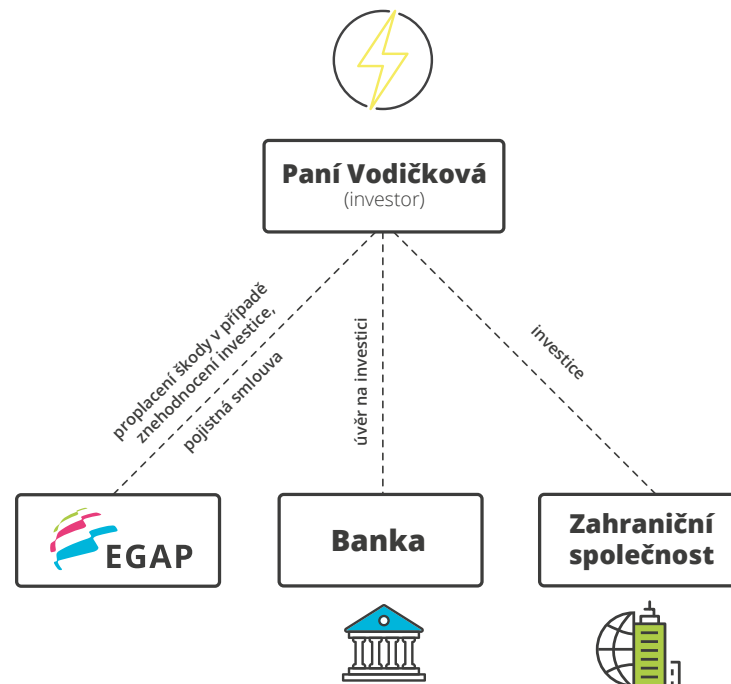 Paní Vodičková
(investor)
proplacení škody v případě
znehodnocení investice,
pojistná smlouva
úvěr na investici
investice
EGAP
Banka
Zahraniční
společnost